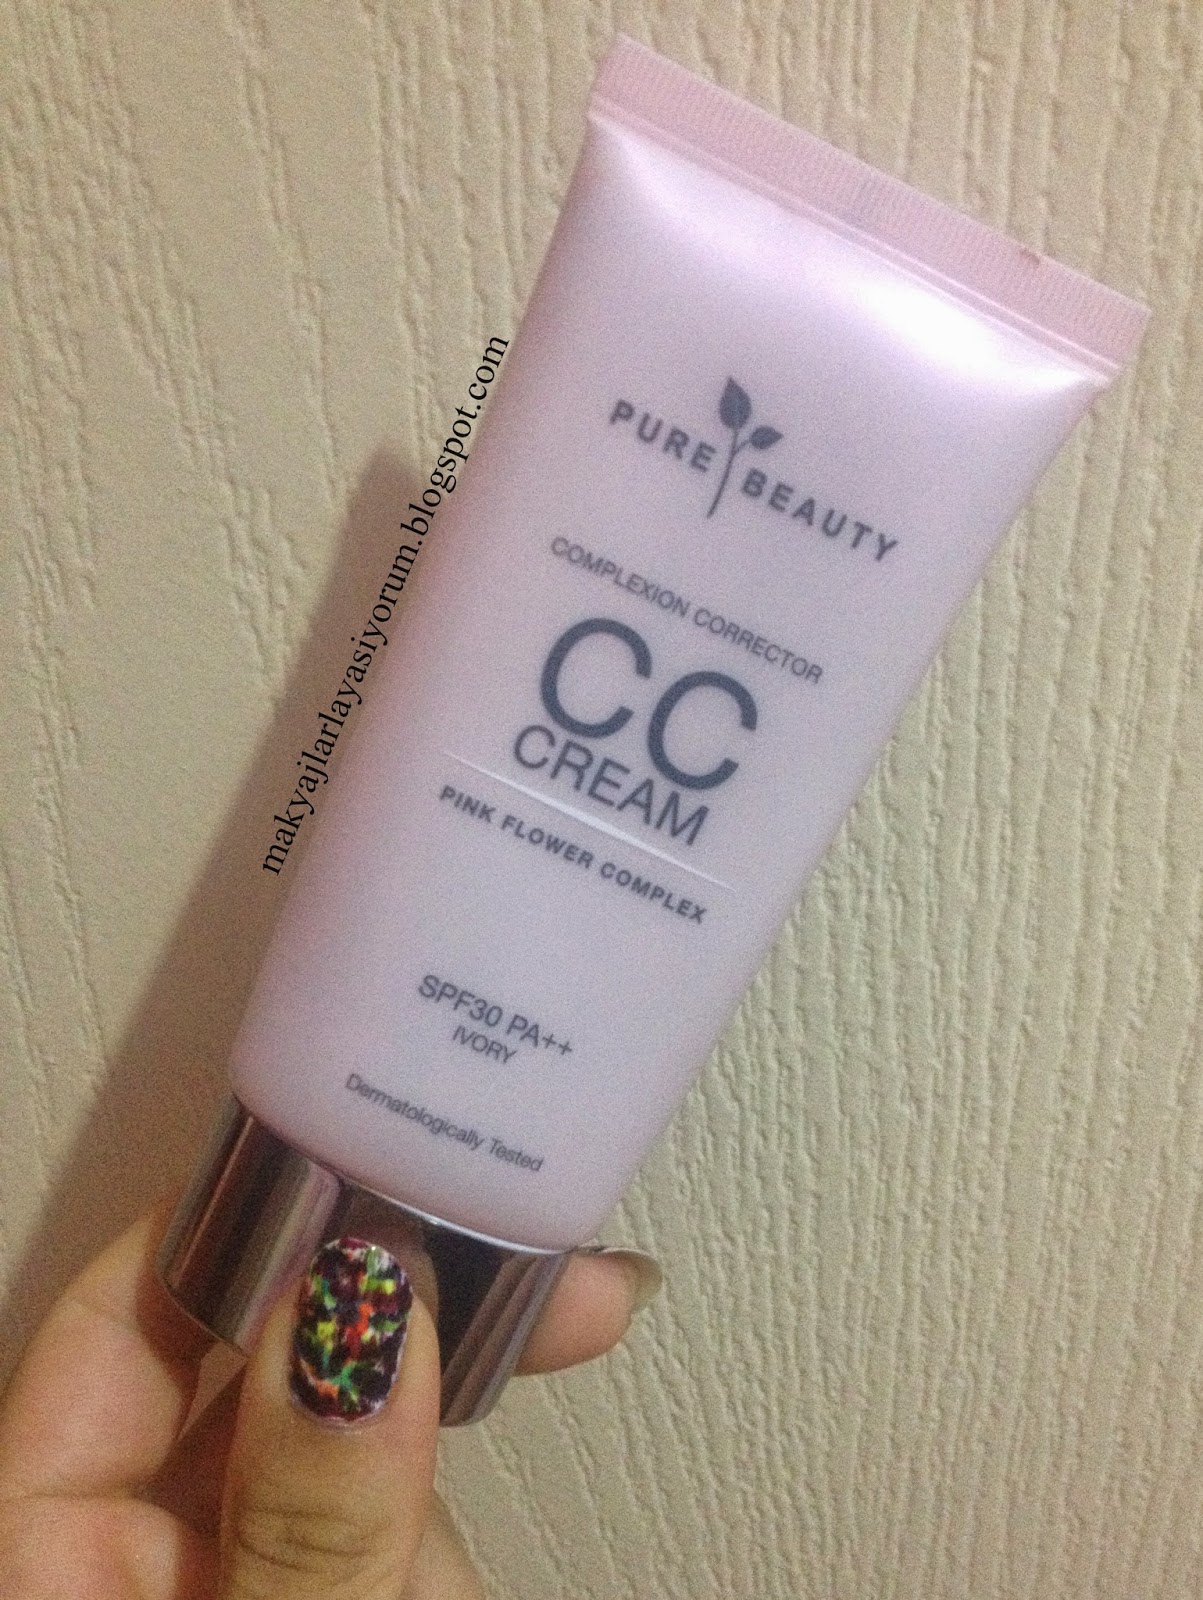 PURE BEAUTY
COMPLEXION CORRECTOR
CC
CREAM
PINK FLOWER COMPLEX
SPF30 PA++
IVORY
Dermatologically Tested
makyajlarlayasiyorum.blogspot.com